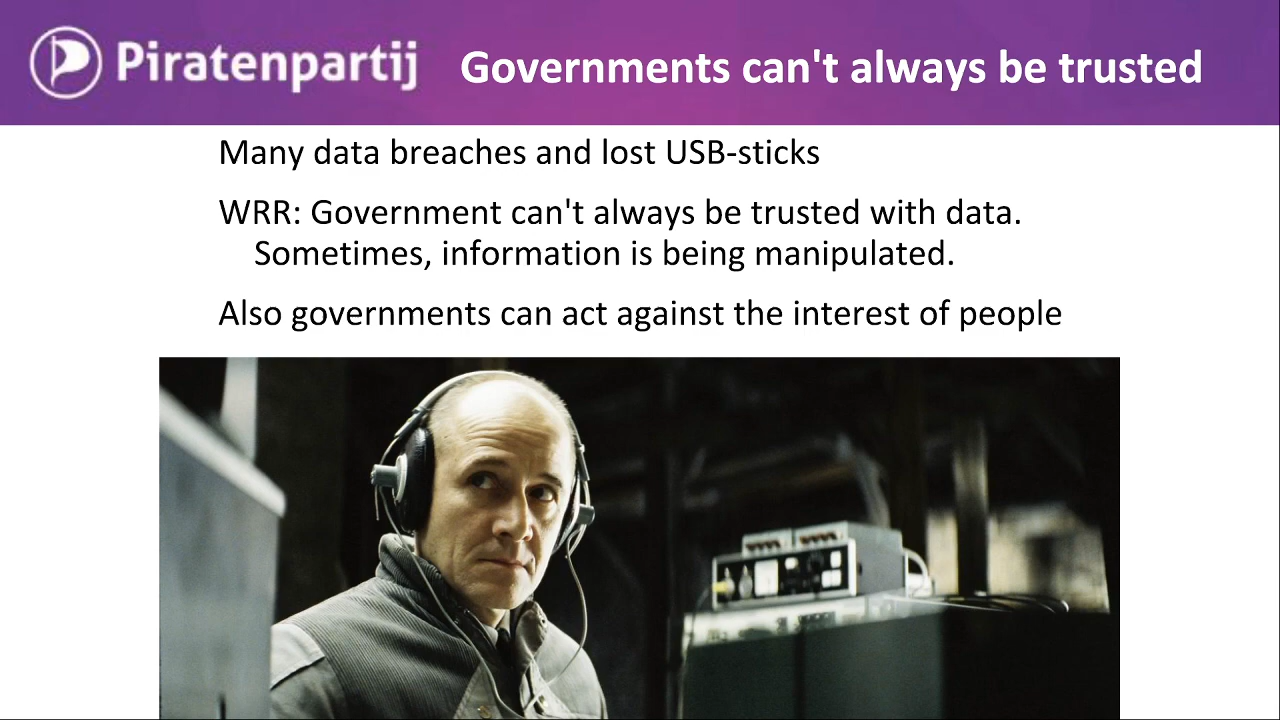 Piratenpartij
Governments can't always be trusted
Many data breaches and lost USB-sticks
WRR: Government can't always be trusted with data.
Sometimes, information is being manipulated.
Also governments can act against the interest of people